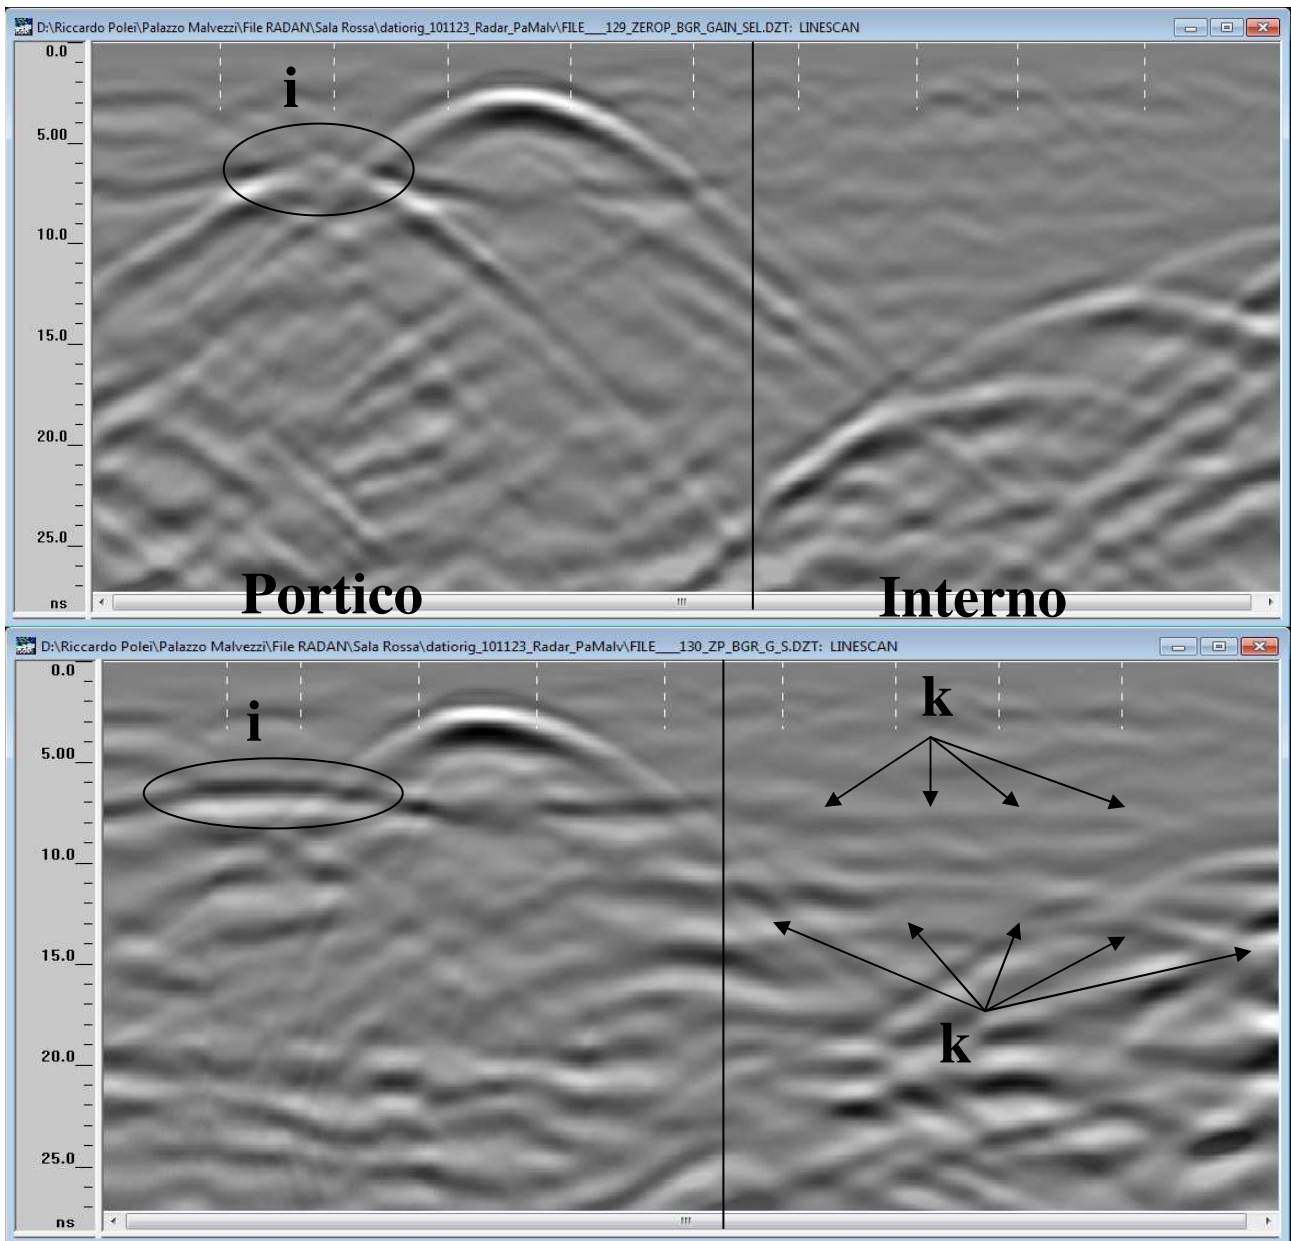 D:\Riccardo Polei\Palazzo Malvezzi\File RADAN\Sala Rossa\datiorig_101123_Radar_PaMalv\FILE___129_ZEROP_BGR_GAIN_SEL.DZT: LINESCAN
0.0
i
5.00
10.0
15.0
20.0
25.0
ns
Portico
Interno
D:\Riccardo Polei\Palazzo Malvezzi\File RADAN\Sala Rossa\datiorig_101123_Radar_PaMalv\FILE___130_ZP_BGR_G_S.DZT: LINESCAN
0.0
i
k
5.00
10.0
15.0
k
20.0
25.0
ns